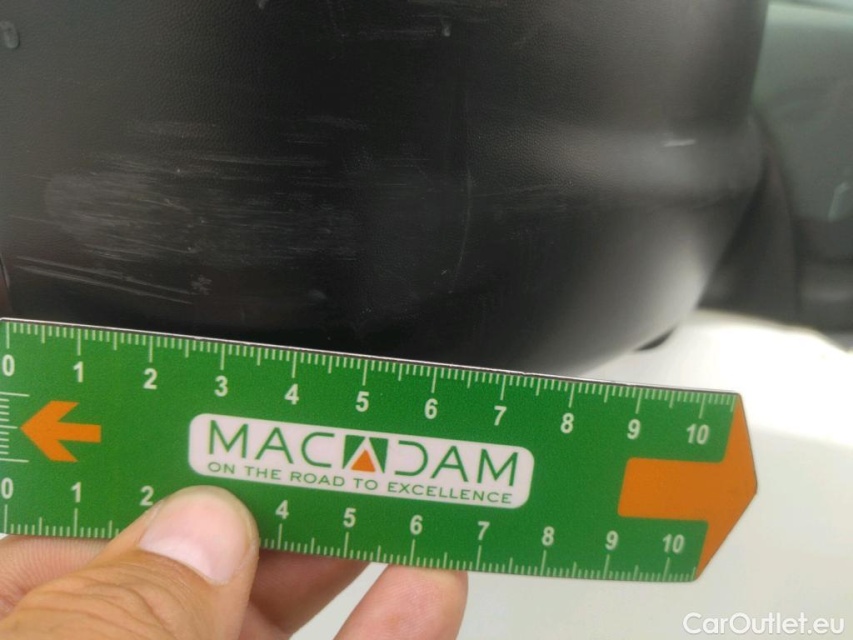 0 1 2 3 4 5 6 7 8 9 10
MACADAM
ON THE ROAD TO EXCELLENCE
0 1 2 4 5 6 7 8 9 10
CarOutlet.eu